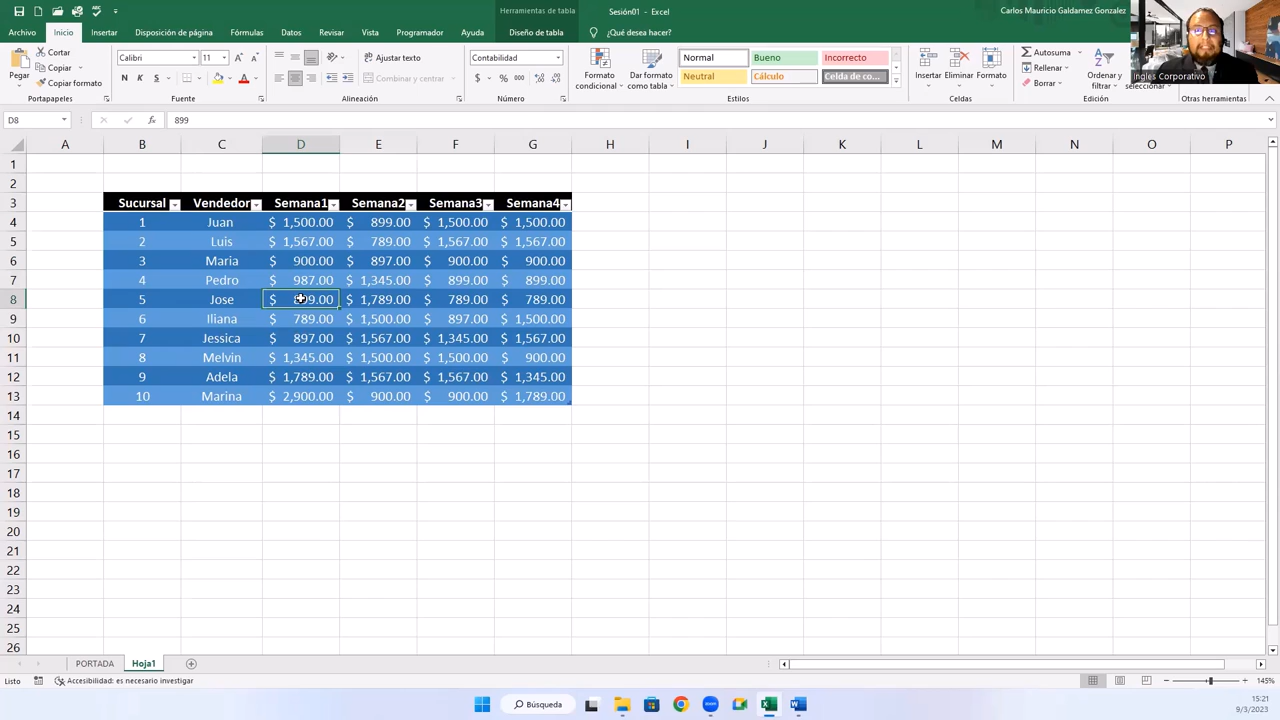 Herramientas de tabla
Sesión01 - Excel
Carlos Mauricio Galdamez Gonzalez
Archivo Inicio Insertar Disposición de página Fórmulas Datos Revisar Vista Programador Ayuda Diseño de tabla ¿Qué desea hacer?
Pegar
Cortar
Copiar
Copiar formato
Portapapeles
Calibri 11
N K S
Fuente
Ajustar texto
Combinar y centrar
Alineación
Contabilidad
$ % 000
Número
Formato condicional
Dar formato como tabla
Normal Bueno Incorrecto
Neutral Cálculo Celda de co...
Estilos
Insertar Eliminar Formato
Celdas
Autosuma
Rellenar
Borrar
Ordenar y filtrar
Edición
seleccionar
Otras herramientas
Ingles Corporativo
D8 fx 899
A B C D E F G H I J K L M N O P
1
2
3 Sucursal Vendedor Semana1 Semana2 Semana3 Semana4
4 1 Juan $ 1,500.00 $ 899.00 $ 1,500.00 $ 1,500.00
5 2 Luis $ 1,567.00 $ 789.00 $ 1,567.00 $ 1,567.00
6 3 Maria $ 900.00 $ 897.00 $ 900.00 $ 900.00
7 4 Pedro $ 987.00 $ 1,345.00 $ 899.00 $ 899.00
8 5 Jose $ 899.00 $ 1,789.00 $ 789.00 $ 789.00
9 6 Iliana $ 789.00 $ 1,500.00 $ 897.00 $ 1,500.00
10 7 Jessica $ 897.00 $ 1,567.00 $ 1,345.00 $ 1,567.00
11 8 Melvin $ 1,345.00 $ 1,500.00 $ 1,500.00 $ 900.00
12 9 Adela $ 1,789.00 $ 1,567.00 $ 1,567.00 $ 1,345.00
13 10 Marina $ 2,900.00 $ 900.00 $ 900.00 $ 1,789.00
14
15
16
17
18
19
20
21
22
23
24
25
26
PORTADA Hoja1
Listo Accesibilidad: es necesario investigar 145%
Búsqueda
15:21
9/3/2023